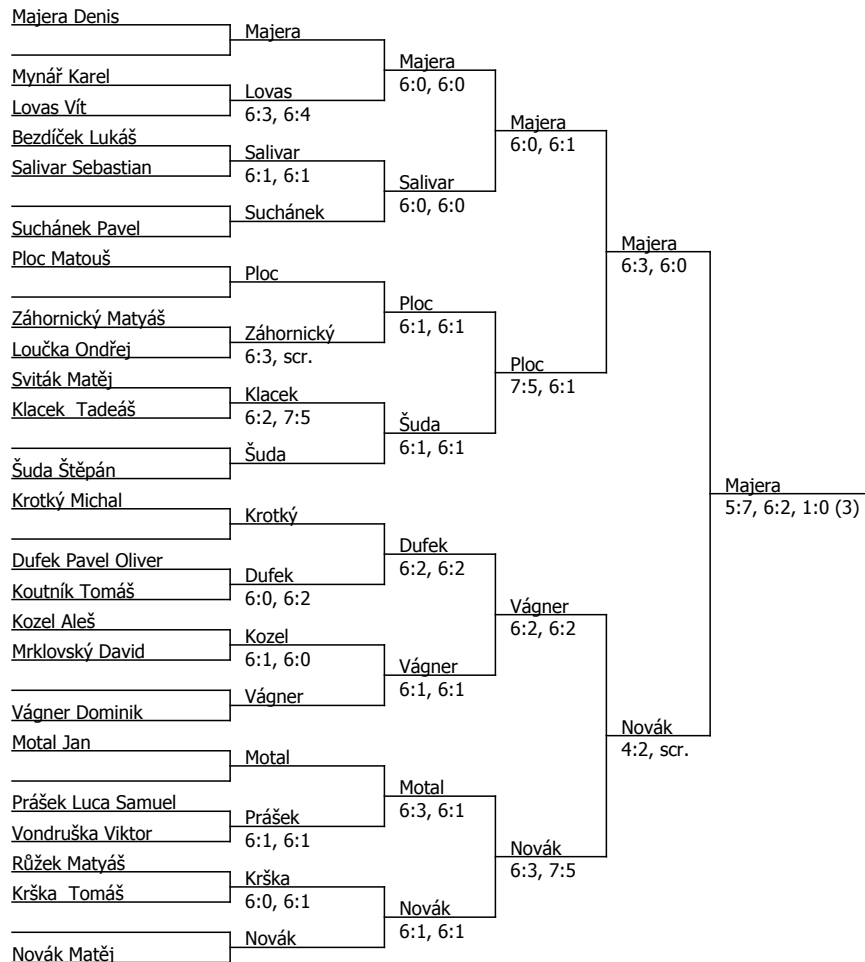 Majera Denis
Majera
Mynář Karel
Majera
6:0, 6:0
Lovas Vít
Lovas
6:3, 6:4
Bezdíček Lukáš
Majera
6:0, 6:1
Salivar Sebastian
Salivar
6:1, 6:1
Salivar
6:0, 6:0
Suchánek Pavel
Suchánek
Majera
6:3, 6:0
Ploc Matouš
Ploc
Záhornický Matyáš
Ploc
6:1, 6:1
Loučka Ondřej
Záhornický
6:3, scr.
Sviták Matěj
Ploc
7:5, 6:1
Klacek  Tadeáš
Klacek
6:2, 7:5
Šuda
6:1, 6:1
Šuda Štěpán
Šuda
Majera
5:7, 6:2, 1:0 (3)
Krotký Michal
Krotký
Dufek Pavel Oliver
Dufek
6:2, 6:2
Koutník Tomáš
Dufek
6:0, 6:2
Kozel Aleš
Vágner
6:2, 6:2
Mrklovský David
Kozel
6:1, 6:0
Vágner
6:1, 6:1
Vágner Dominik
Vágner
Novák
4:2, scr.
Motal Jan
Motal
Prášek Luca Samuel
Motal
6:3, 6:1
Vondruška Viktor
Prášek
6:1, 6:1
Růžek Matyáš
Novák
6:3, 7:5
Krška  Tomáš
Krška
6:0, 6:1
Novák
6:1, 6:1
Novák Matěj
Novák